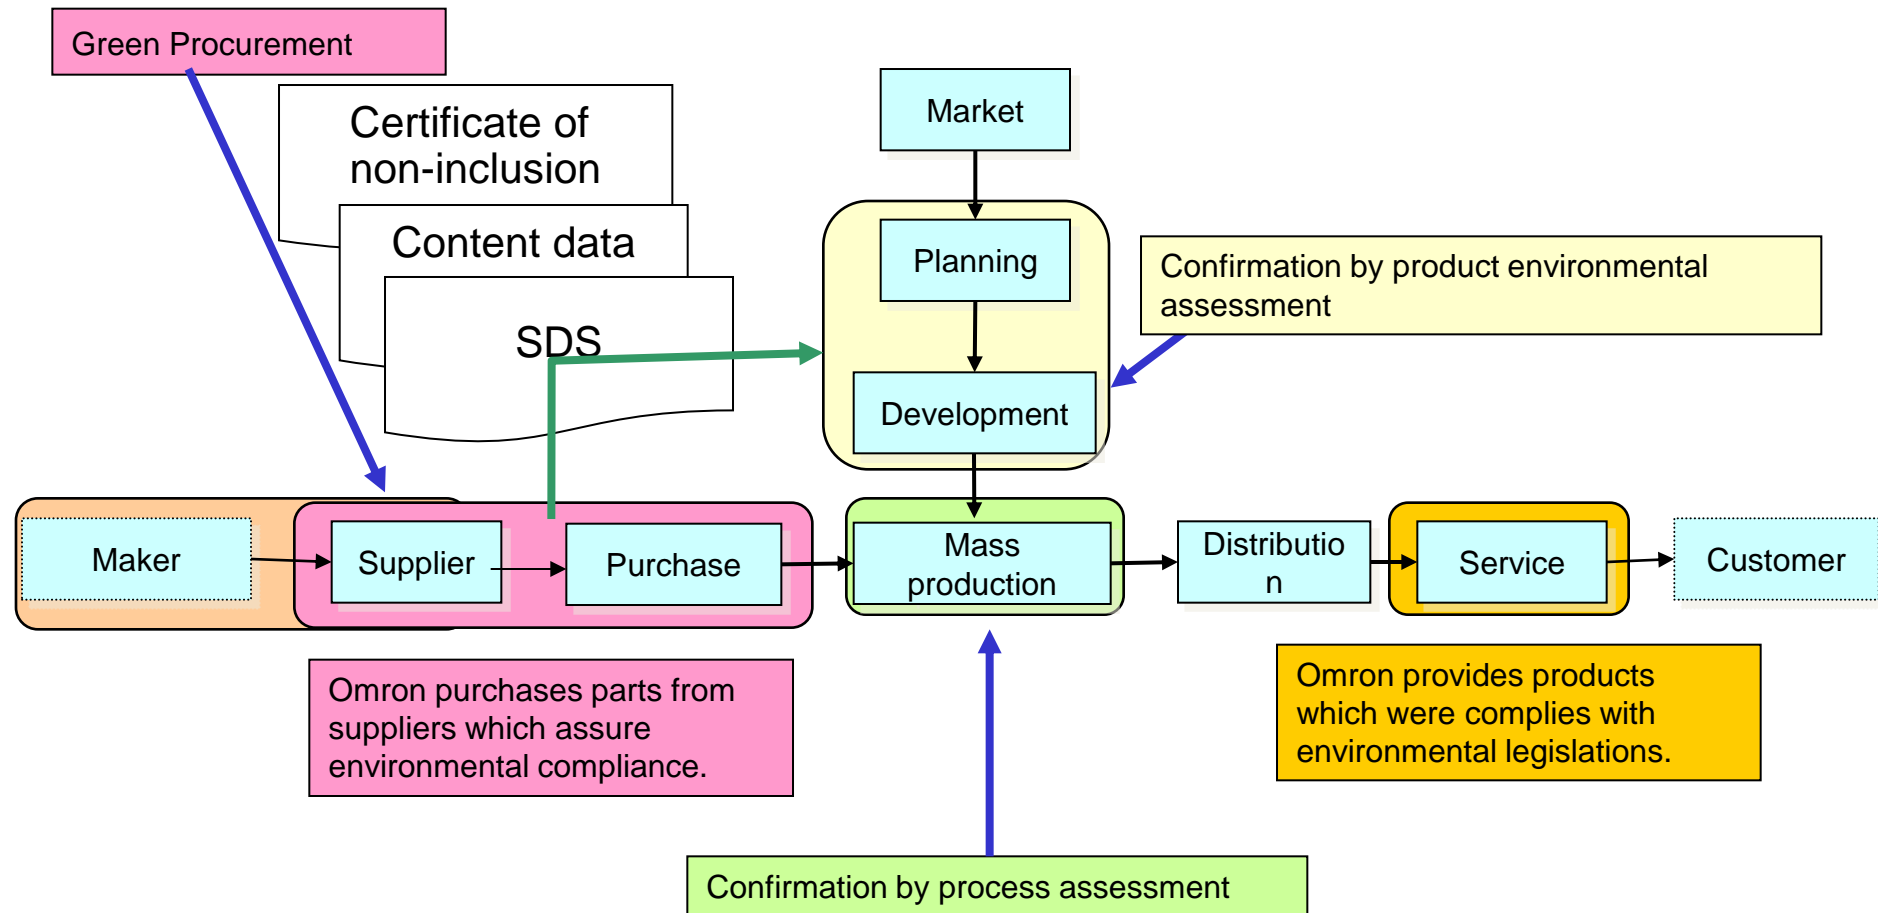 Green Procurement
Certificate of
non-inclusion
Content data
SDS
Market
Planning
Development
Confirmation by product environmental
assessment
Maker
Supplier
Purchase
Mass
production
Distributio
n
Service
Customer
Omron purchases parts from
suppliers which assure
environmental compliance.
Omron provides products
which were complies with
environmental legislations.
Confirmation by process assessment